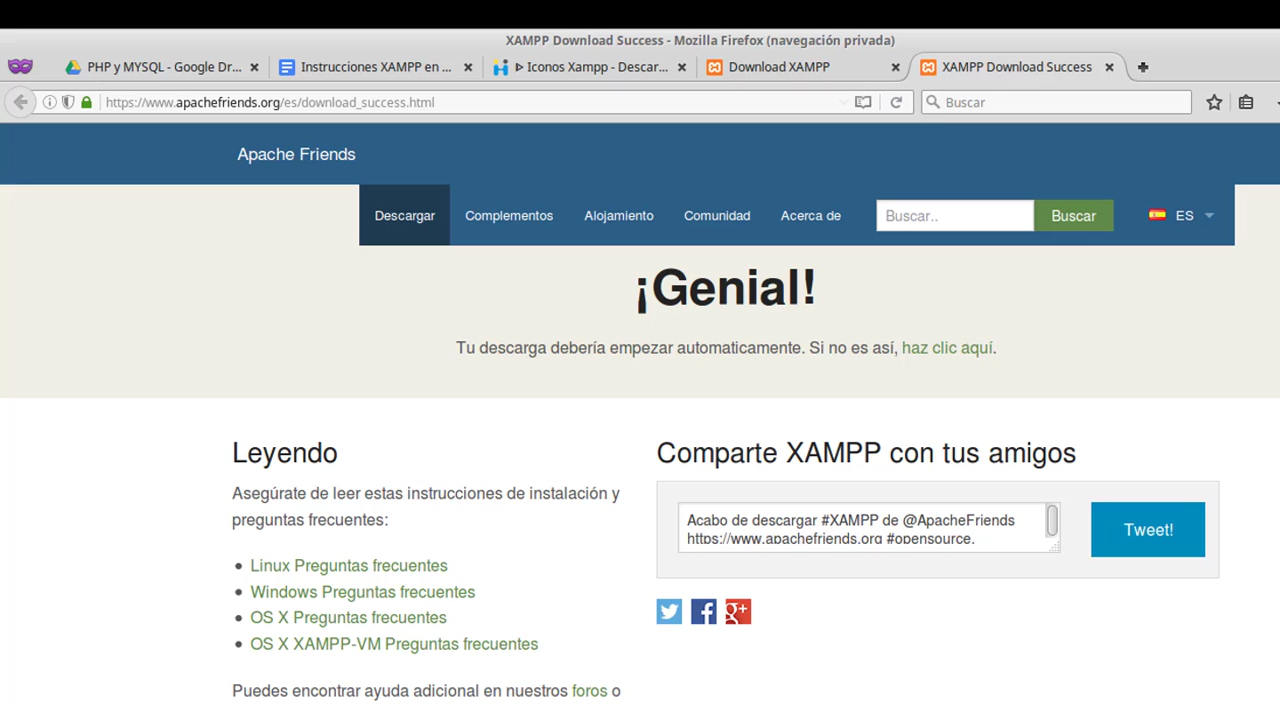 XAMPP Download Success - Mozilla Firefox (navegación privada)
PHP y MYSQL - Google Dr...
Instrucciones XAMPP en ...
Iconos Xampp - Descar...
Download XAMPP
XAMPP Download Success
https://www.apachefriends.org/es/download_success.html
Buscar
Apache Friends
Descargar
Complementos
Alojamiento
Comunidad
Acerca de
Buscar..
Buscar
ES
¡Genial!
Tu descarga debería empezar automaticamente. Si no es así, haz clic aquí.
Leyendo
Asegúrate de leer estas instrucciones de instalación y
preguntas frecuentes:
Linux Preguntas frecuentes
Windows Preguntas frecuentes
OS X Preguntas frecuentes
OS X XAMPP-VM Preguntas frecuentes
Puedes encontrar ayuda adicional en nuestros foros o
Comparte XAMPP con tus amigos
Acabo de descargar #XAMPP de @ApacheFriends
https://www.apachefriends.org #opensource.
Tweet!